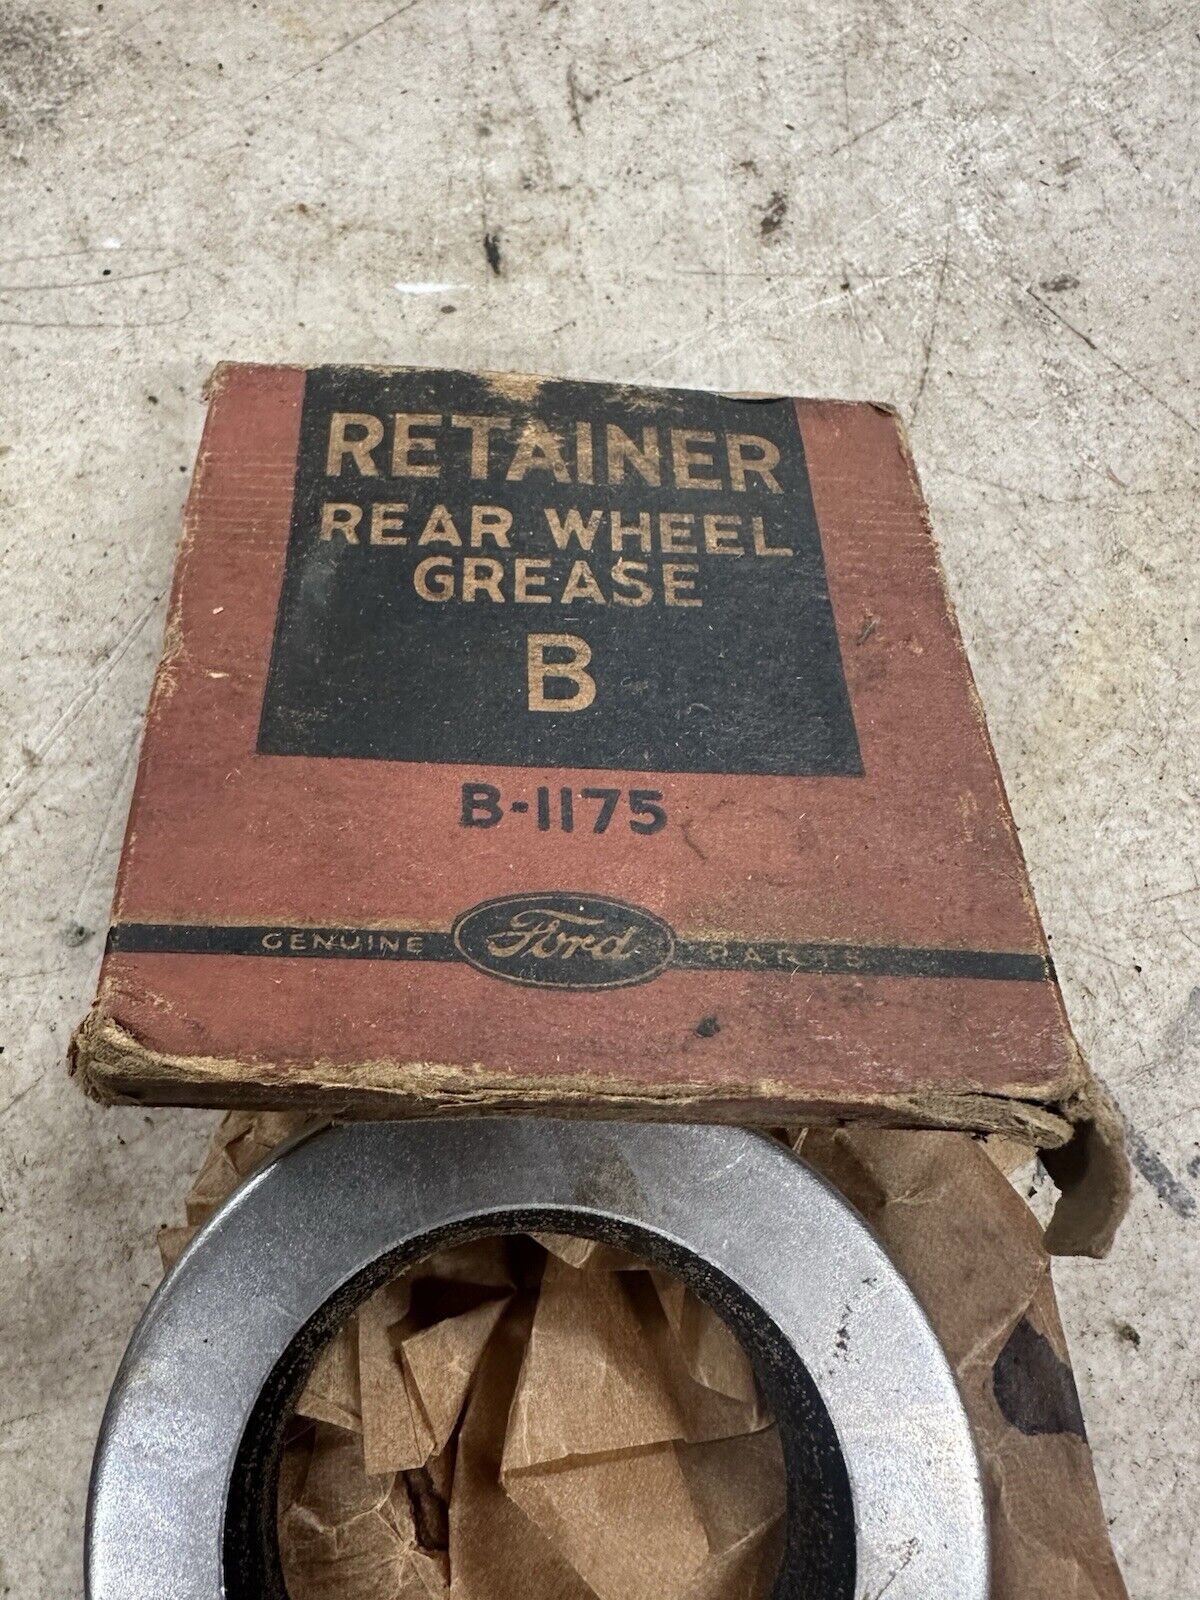 RETAINER
REAR WHEEL
GREASE
B
B-1175
GENUINE Ford PARTS